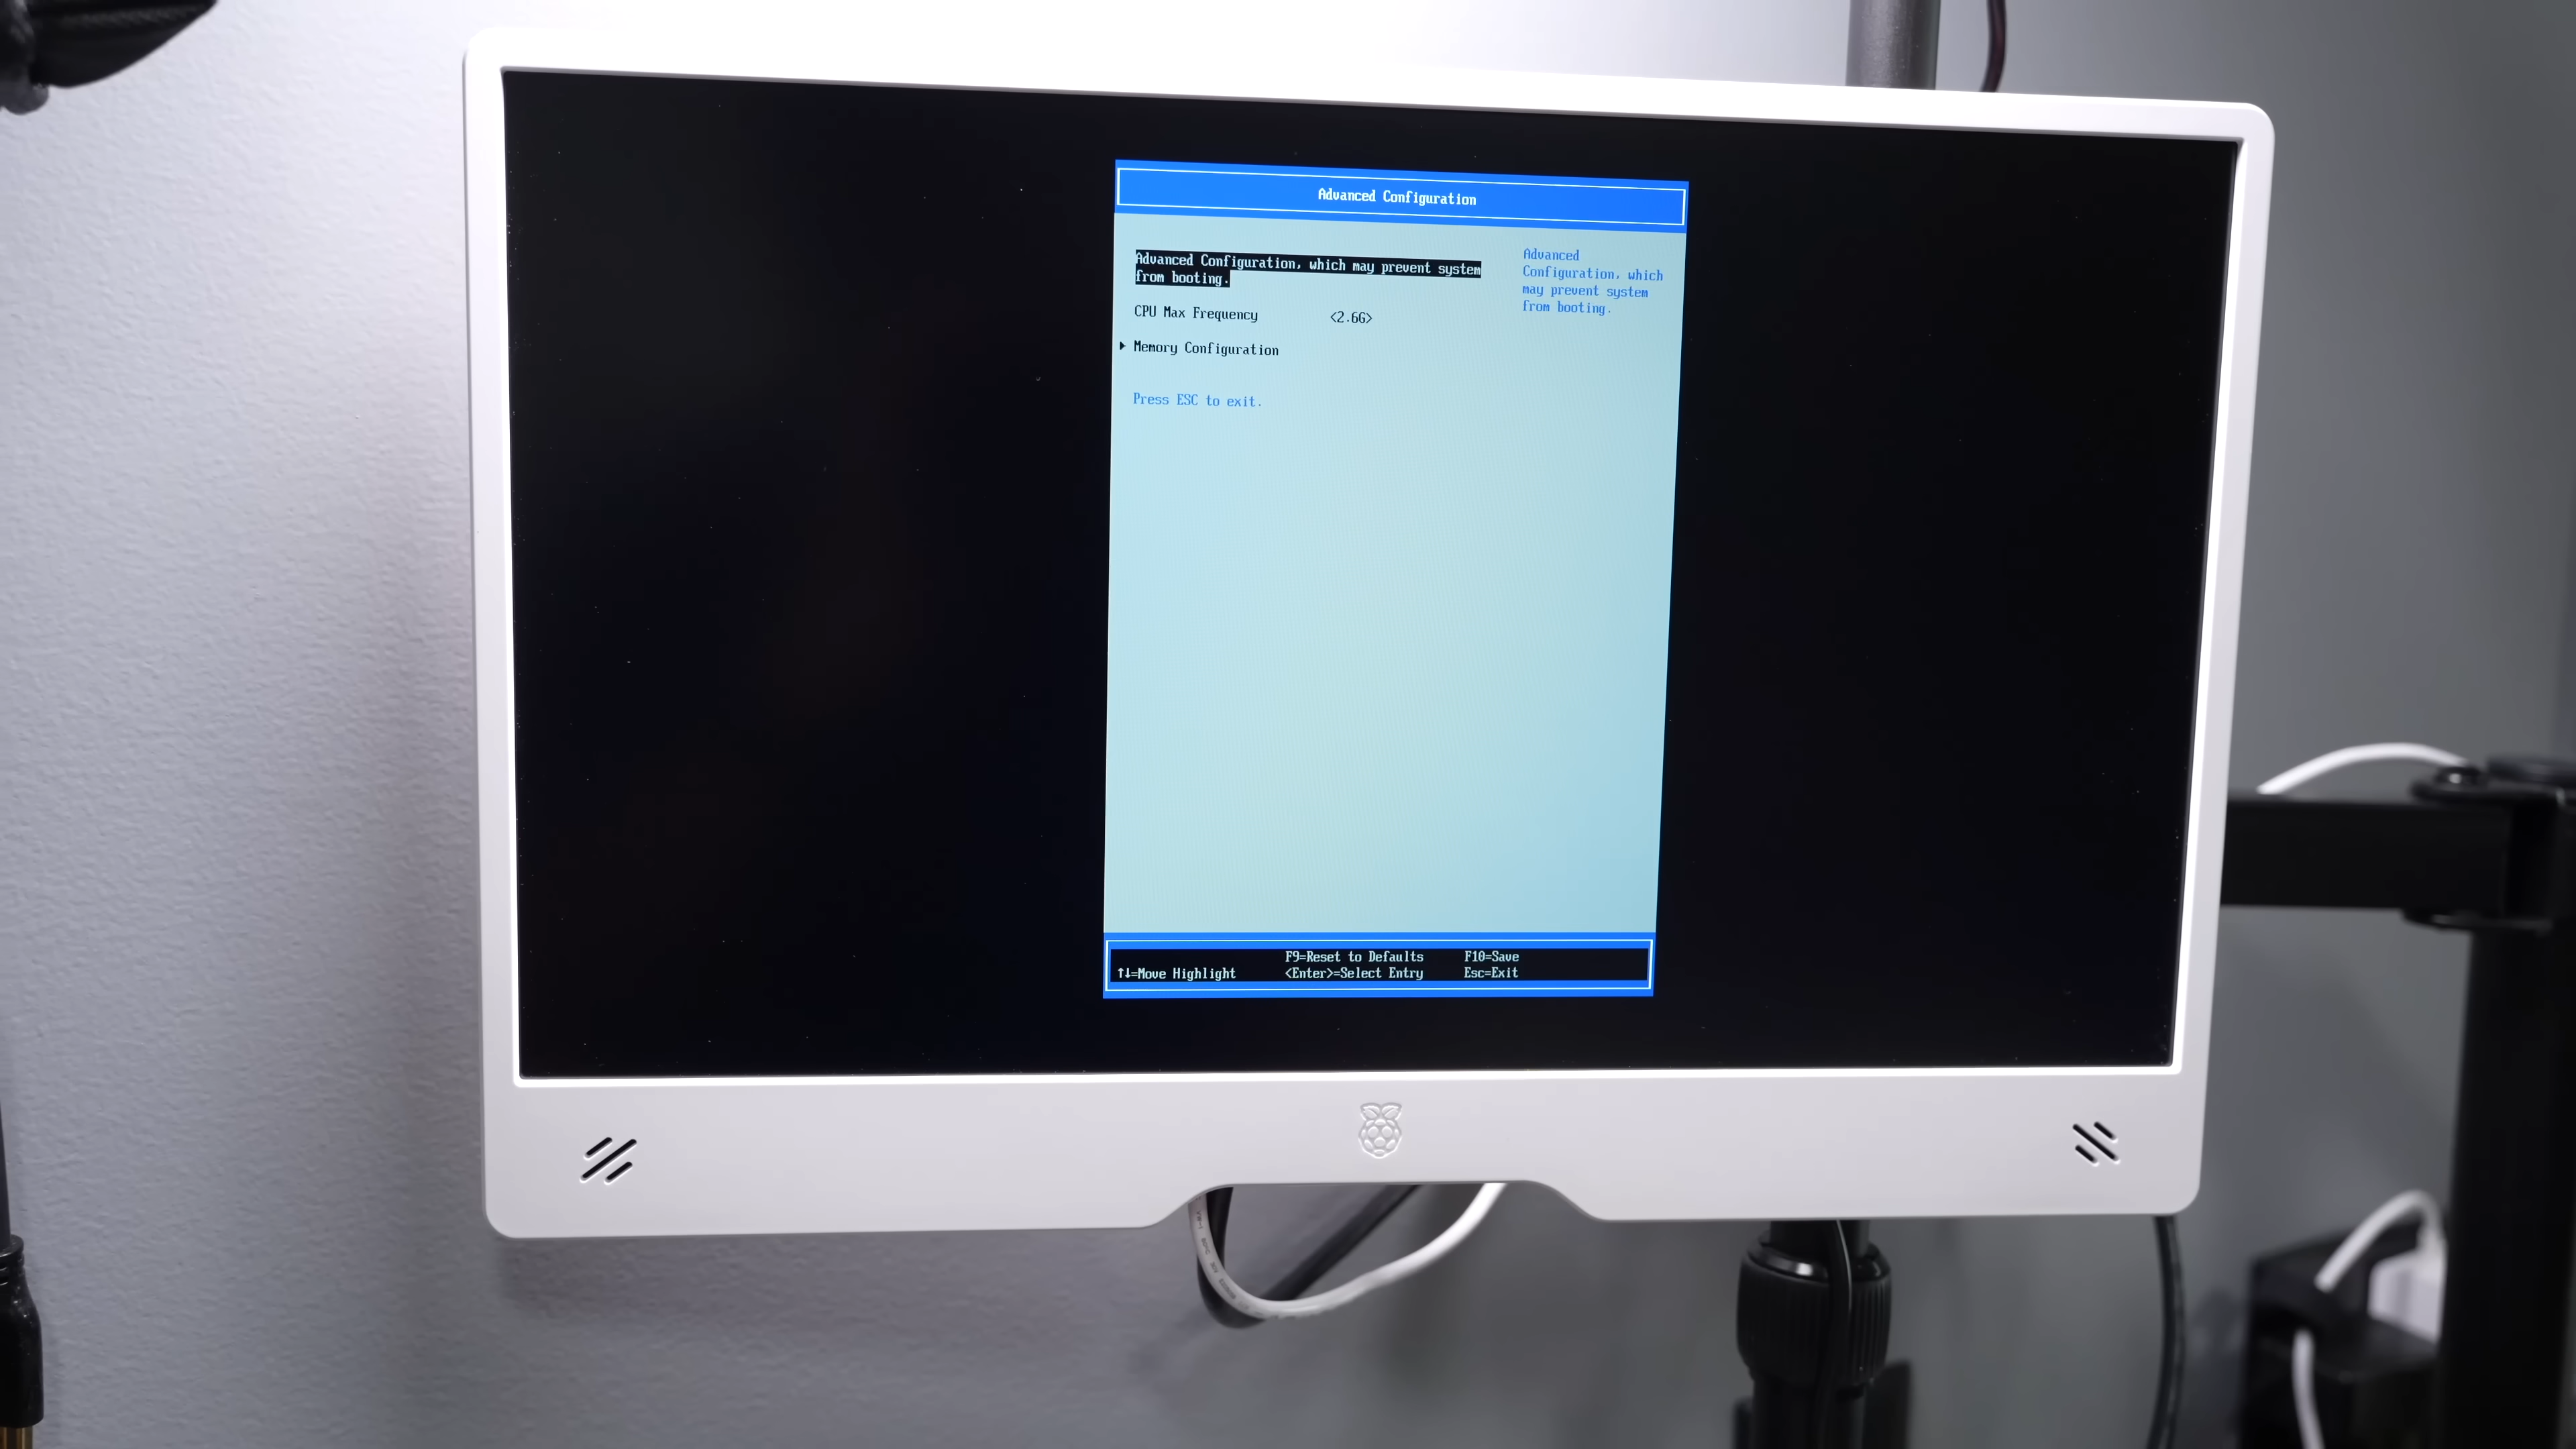 Advanced Configuration
Advanced Configuration, which may prevent system
from booting.
CPU Max Frequency <2.6G>
Memory Configuration
Press ESC to exit.
Advanced
Configuration, which
may prevent system
from booting.
F9=Reset to Defaults F10=Save
↑↓=Move Highlight <Enter>=Select Entry Esc=Exit